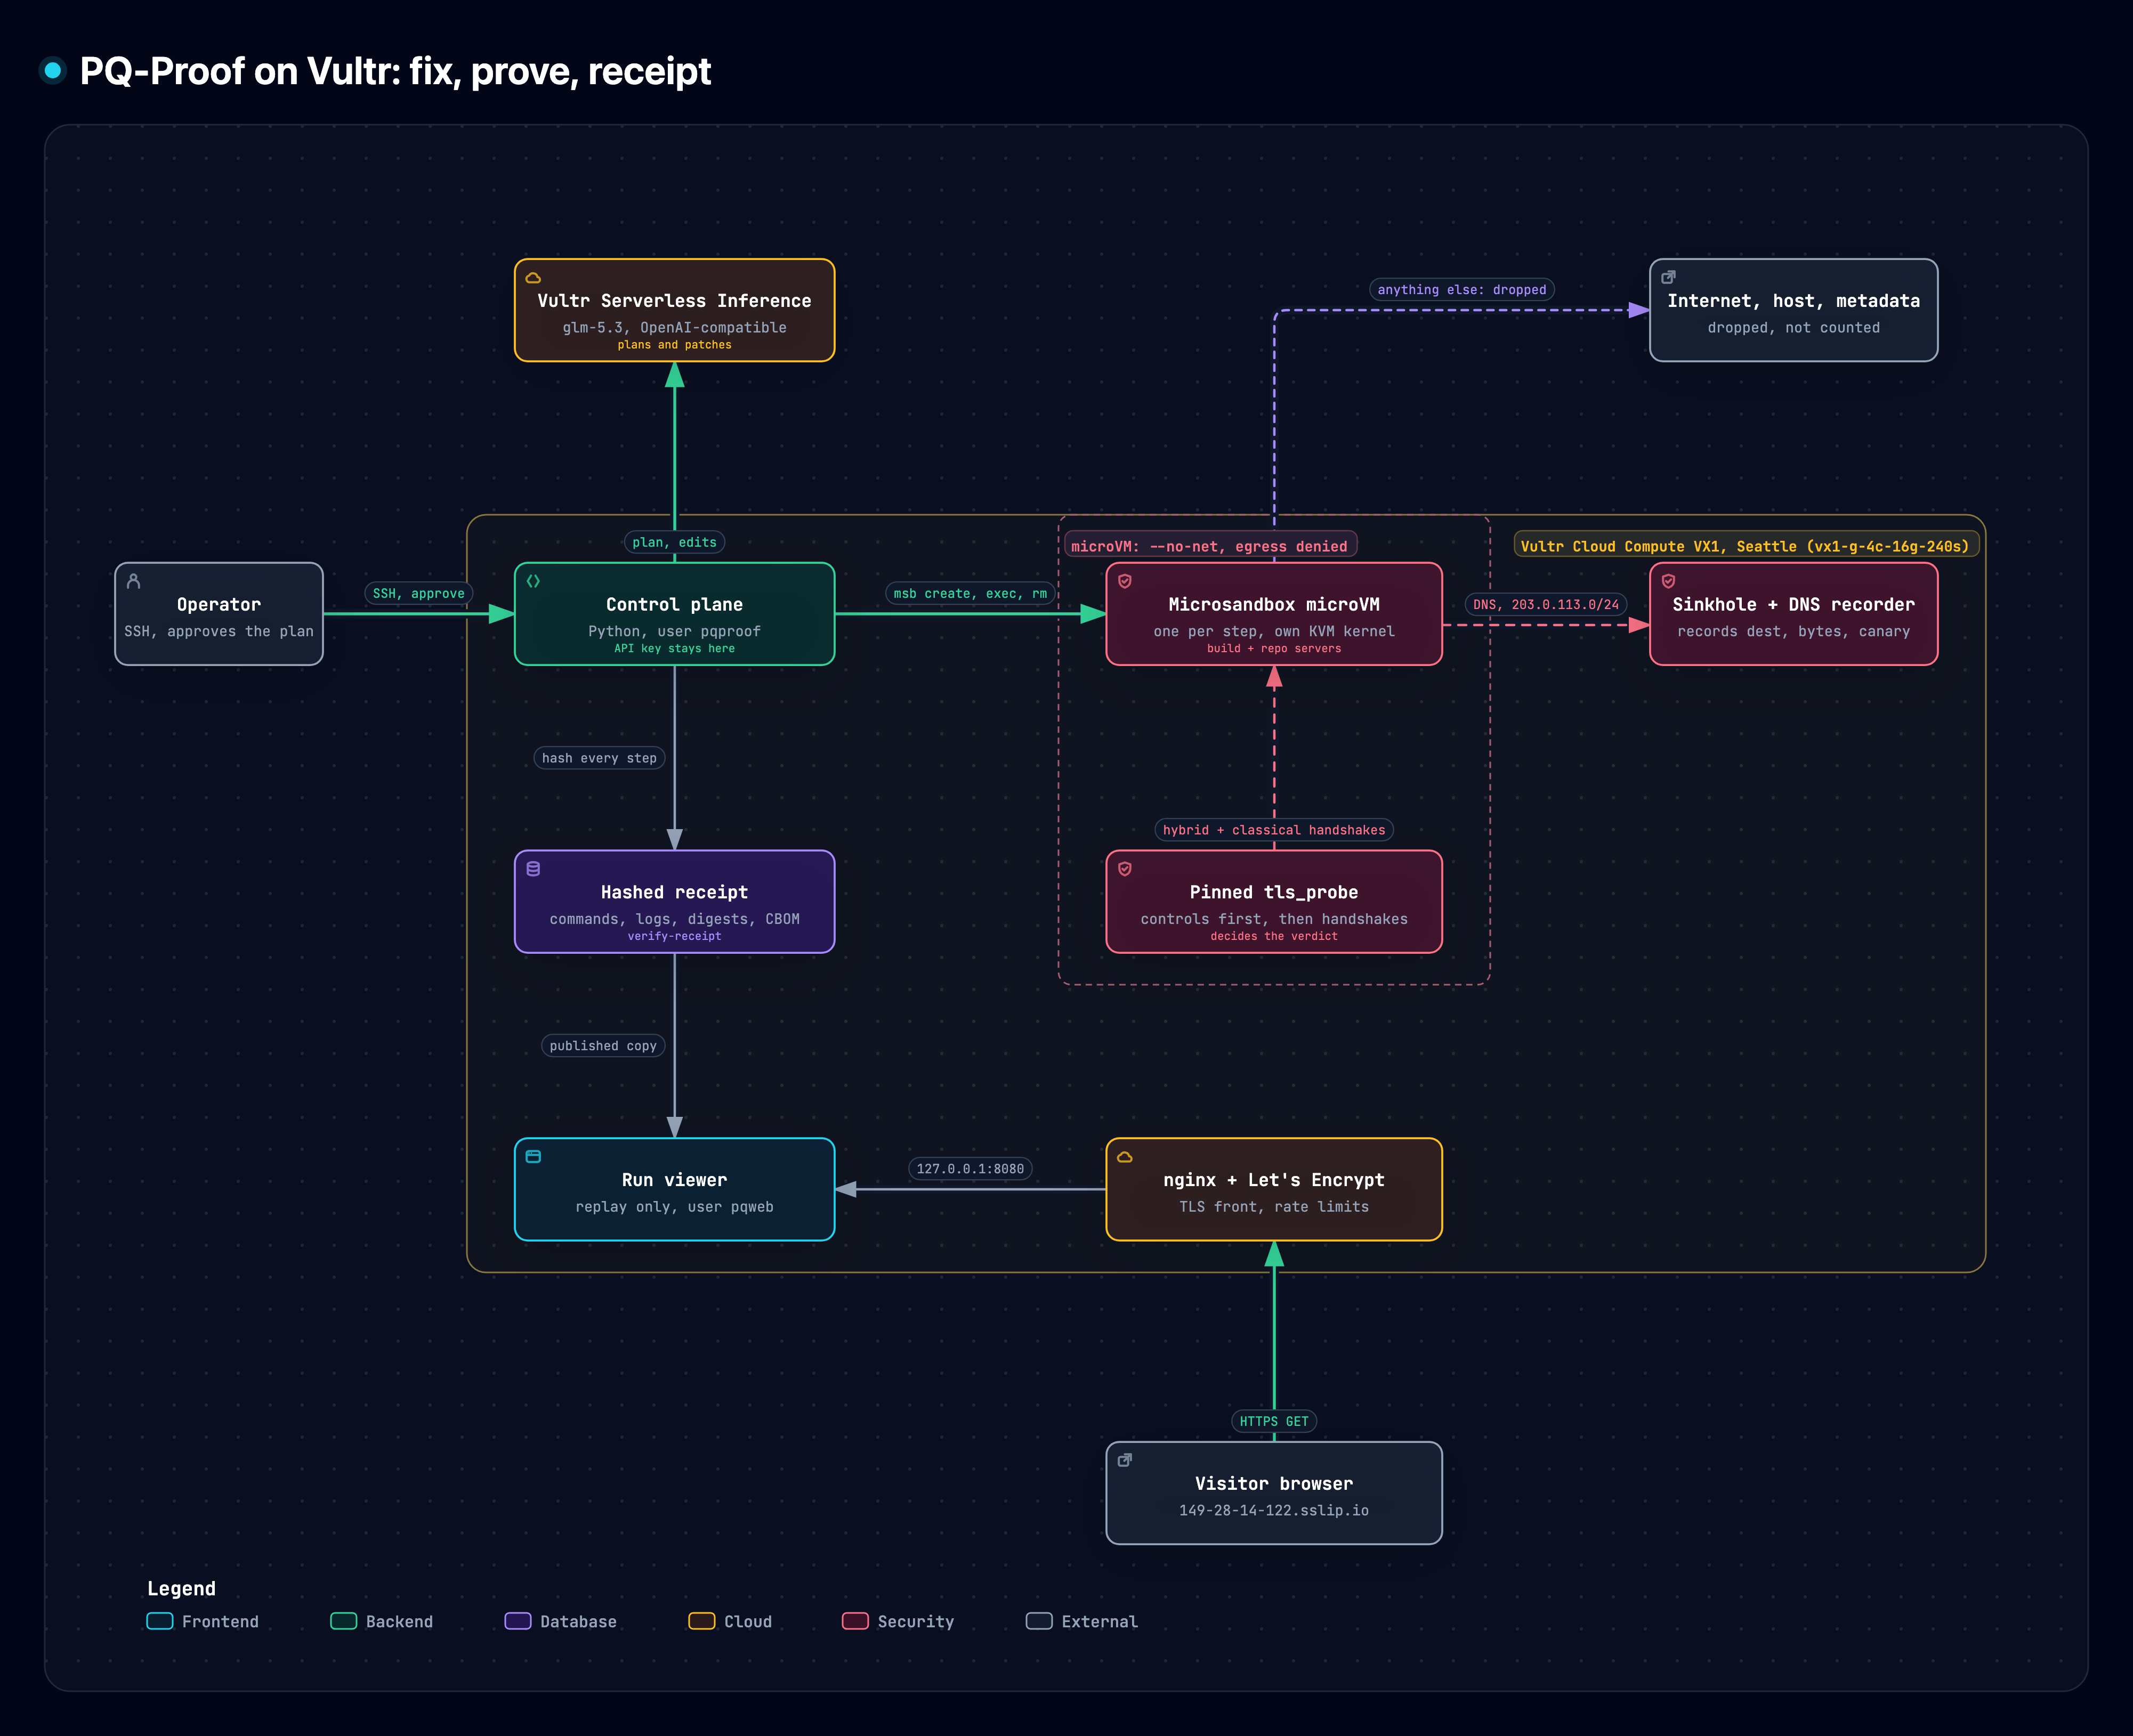 PQ-Proof on Vultr: fix, prove, receipt
Vultr Serverless Inference
glm-5.3, OpenAI-compatible
plans and patches
anything else: dropped
Internet, host, metadata
dropped, not counted
plan, edits
microVM: --no-net, egress denied
Vultr Cloud Compute VX1, Seattle (vx1-g-4c-16g-240s)
Operator
SSH, approves the plan
SSH, approve
Control plane
Python, user pqproof
API key stays here
msb create, exec, rm
Microsandbox microVM
one per step, own KVM kernel
build + repo servers
DNS, 203.0.113.0/24
Sinkhole + DNS recorder
records dest, bytes, canary
hash every step
hybrid + classical handshakes
Hashed receipt
commands, logs, digests, CBOM
verify-receipt
Pinned tls_probe
controls first, then handshakes
decides the verdict
published copy
Run viewer
replay only, user pqweb
127.0.0.1:8080
nginx + Let's Encrypt
TLS front, rate limits
HTTPS GET
Visitor browser
149-28-14-122.sslip.io
Legend
Frontend
Backend
Database
Cloud
Security
External